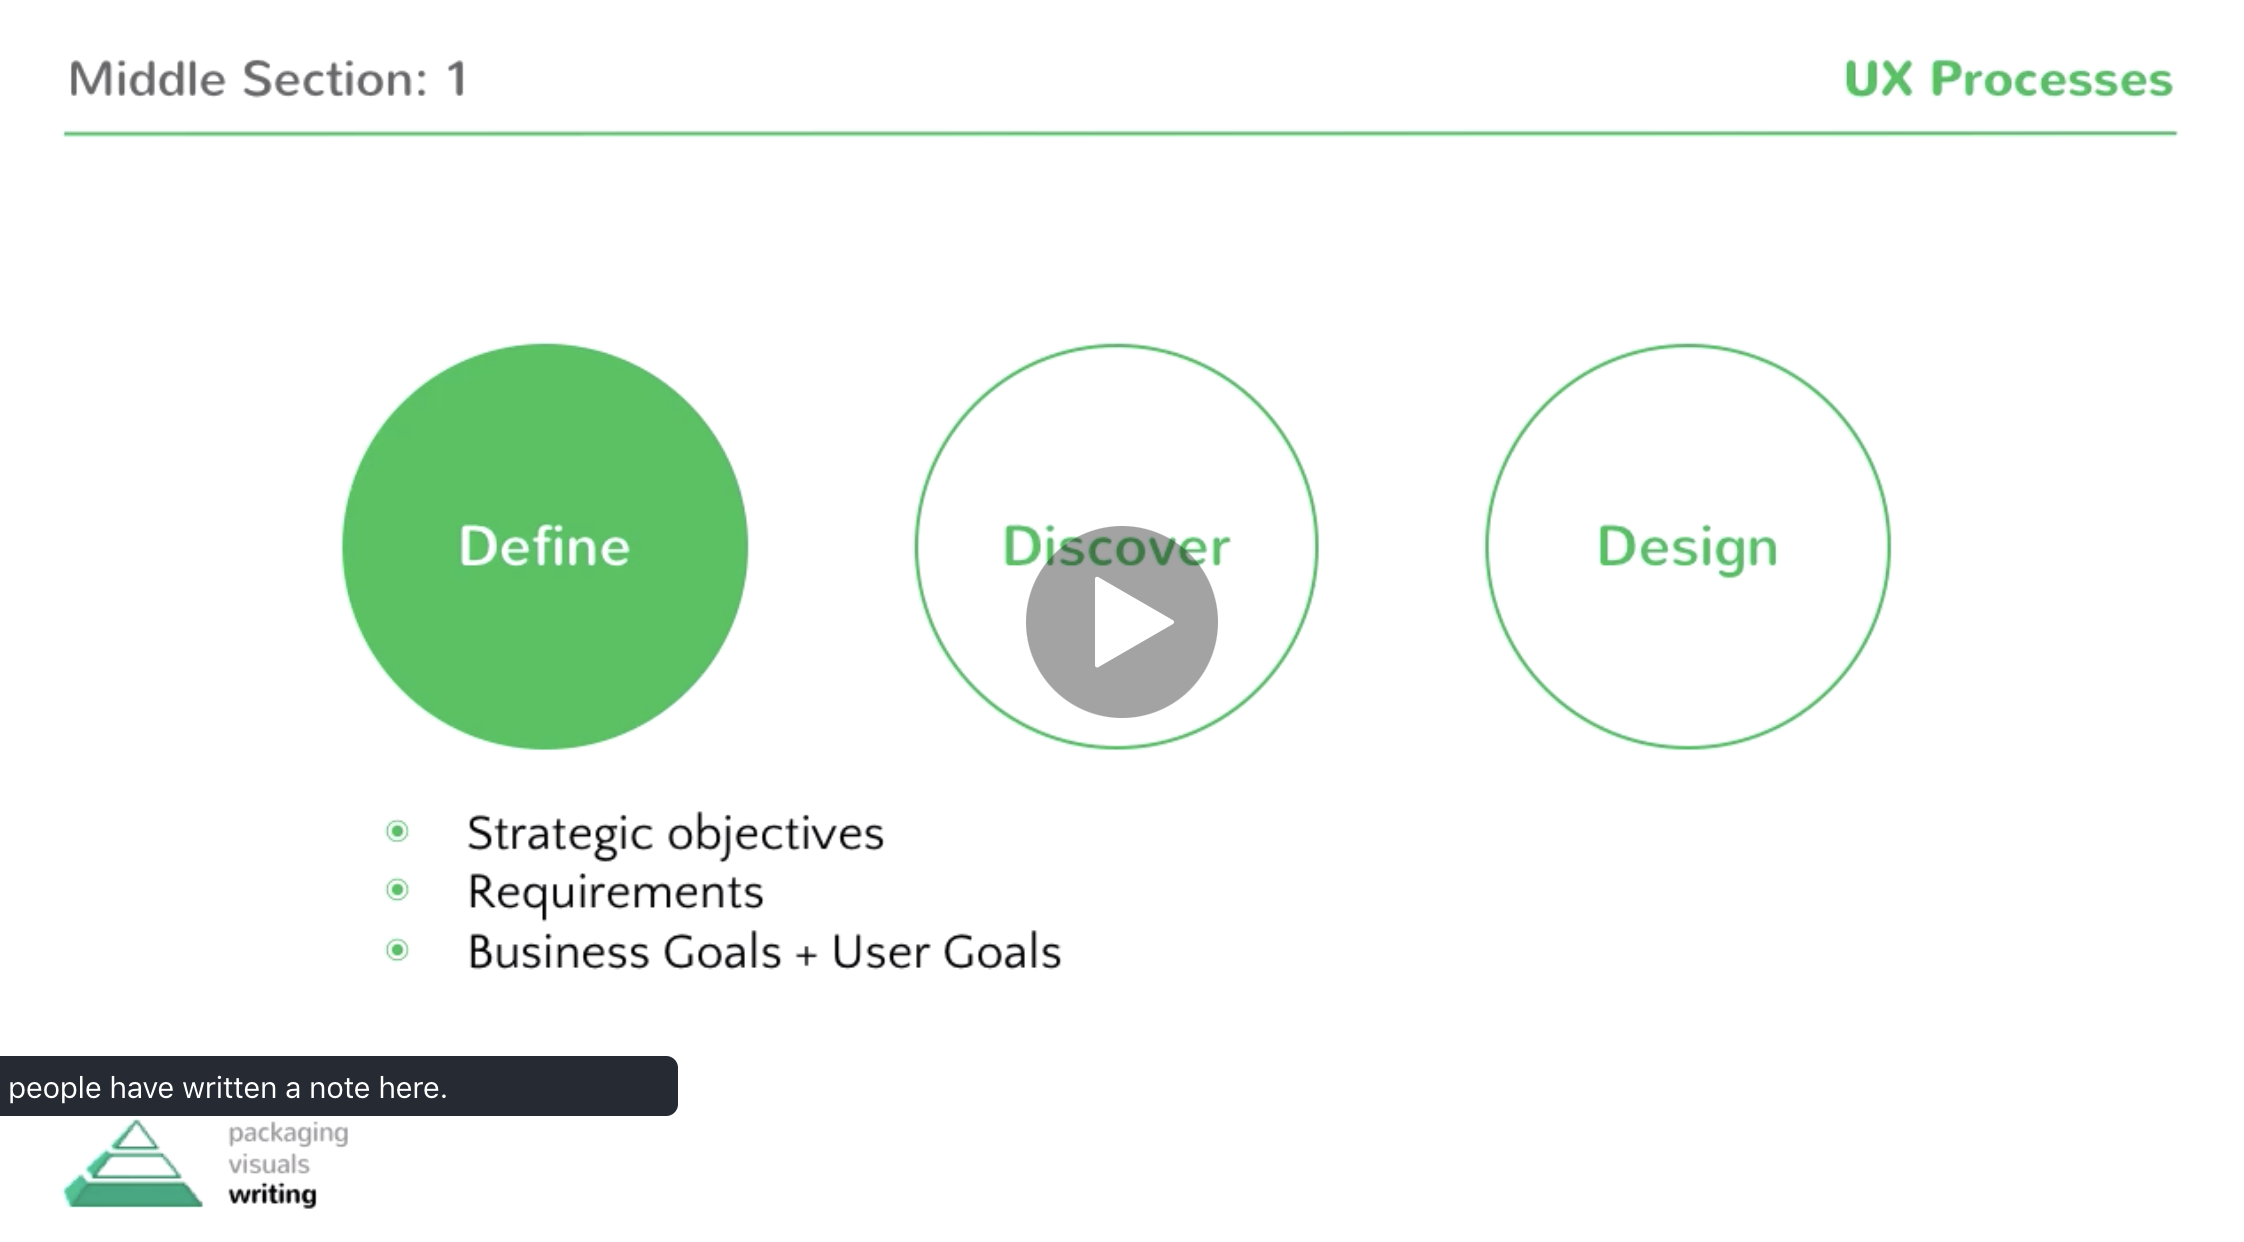 Middle Section: 1
UX Processes
Define
Discover
Design
Strategic objectives
Requirements
Business Goals + User Goals
people have written a note here.
packaging
visuals
writing